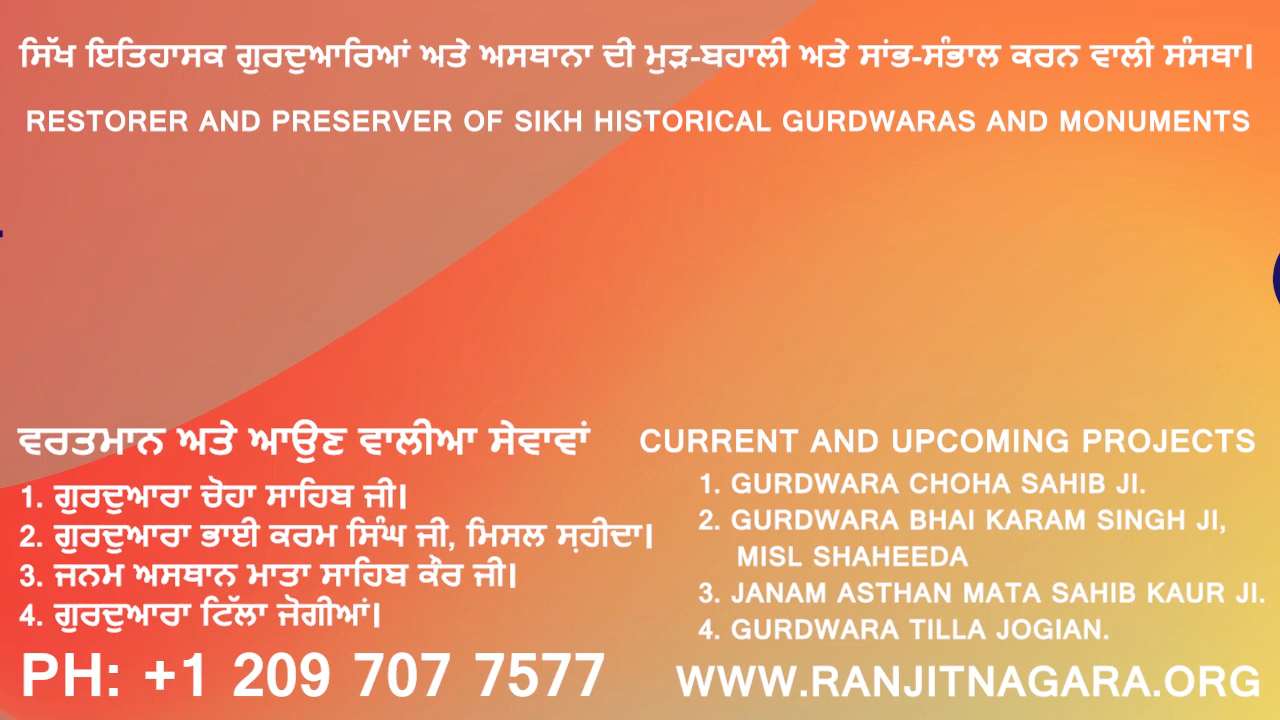 ਸਿੱਖ ਇਤਿਹਾਸਕ ਗੁਰਦੁਆਰਿਆਂ ਅਤੇ ਅਸਥਾਨਾ ਦੀ ਮੁੜ-ਬਹਾਲੀ ਅਤੇ ਸਾਂਭ-ਸੰਭਾਲ ਕਰਨ ਵਾਲੀ ਸੰਸਥਾ।
RESTORER AND PRESERVER OF SIKH HISTORICAL GURDWARAS AND MONUMENTS
ਵਰਤਮਾਨ ਅਤੇ ਆਉਣ ਵਾਲੀਆ ਸੇਵਾਵਾਂ
1. ਗੁਰਦੁਆਰਾ ਚੋਹਾ ਸਾਹਿਬ ਜੀ।
2. ਗੁਰਦੁਆਰਾ ਭਾਈ ਕਰਮ ਸਿੰਘ ਜੀ, ਮਿਸਲ ਸ਼ਹੀਦਾ।
3. ਜਨਮ ਅਸਥਾਨ ਮਾਤਾ ਸਾਹਿਬ ਕੌਰ ਜੀ।
4. ਗੁਰਦੁਆਰਾ ਟਿੱਲਾ ਜੋਗੀਆਂ।
PH: +1 209 707 7577
CURRENT AND UPCOMING PROJECTS
1. GURDWARA CHOHA SAHIB JI.
2. GURDWARA BHAI KARAM SINGH JI,
MISL SHAHEEDA
3. JANAM ASTHAN MATA SAHIB KAUR JI.
4. GURDWARA TILLA JOGIAN.
WWW.RANJITNAGARA.ORG